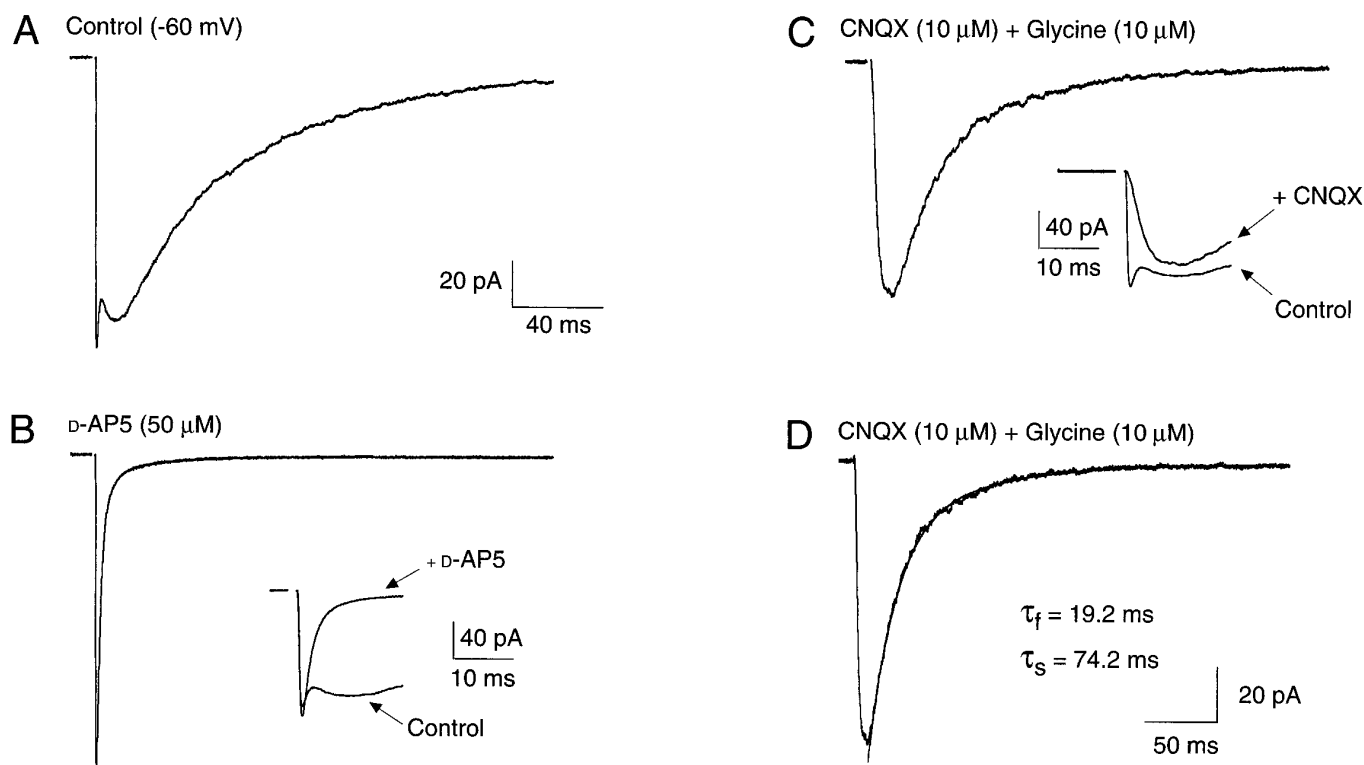 A Control (-60 mV)
20 pA
40 ms
B D-AP5 (50 μM)
+ D-AP5
40 pA
10 ms
Control
C CNQX (10 μM) + Glycine (10 μM)
+ CNQX
40 pA
10 ms
Control
D CNQX (10 μM) + Glycine (10 μM)
τf = 19.2 ms
τs = 74.2 ms
20 pA
50 ms